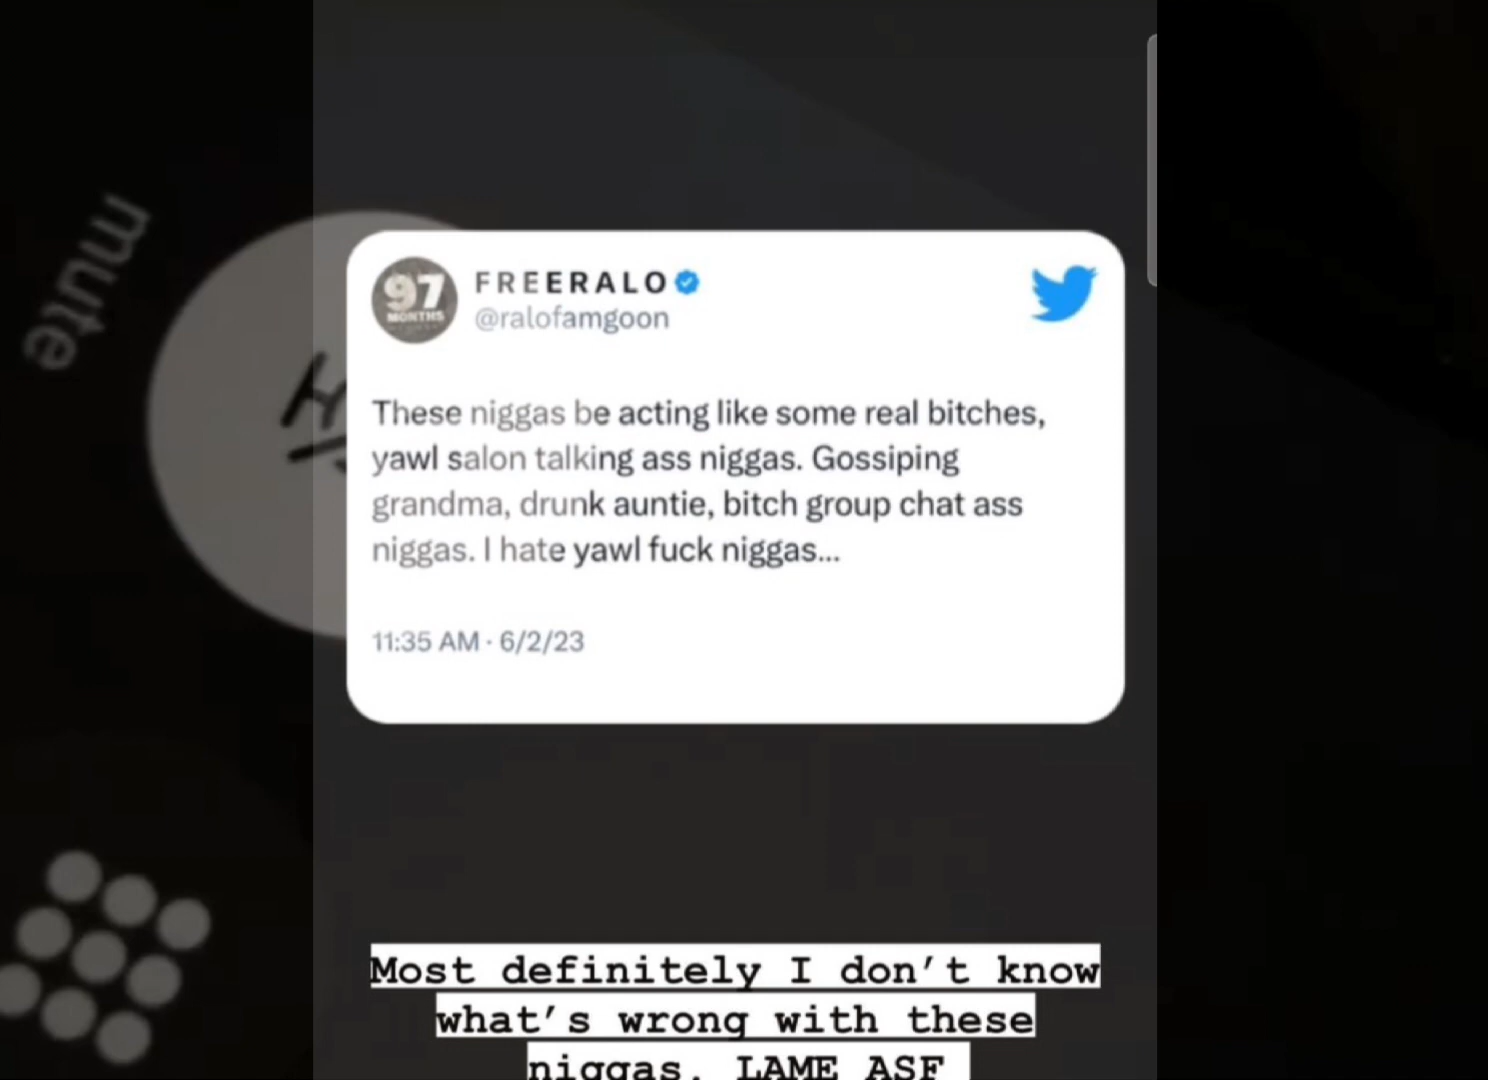 mute
97
MONTHS
FREERALO
@ralofamgoon
These niggas be acting like some real bitches,
yawl salon talking ass niggas. Gossiping
grandma, drunk auntie, bitch group chat ass
niggas. I hate yawl fuck niggas...
11:35 AM · 6/2/23
Most definitely I don’t know
what’s wrong with these
niggas. LAME ASF